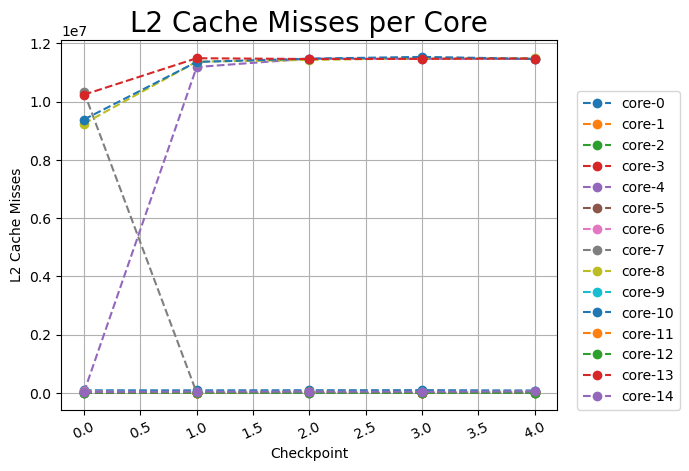 L2 Cache Misses per Core
1e7
1.2
1.0
0.8
0.6
0.4
0.2
0.0
L2 Cache Misses
0.0 0.5 1.0 1.5 2.0 2.5 3.0 3.5 4.0
Checkpoint
core-0
core-1
core-2
core-3
core-4
core-5
core-6
core-7
core-8
core-9
core-10
core-11
core-12
core-13
core-14